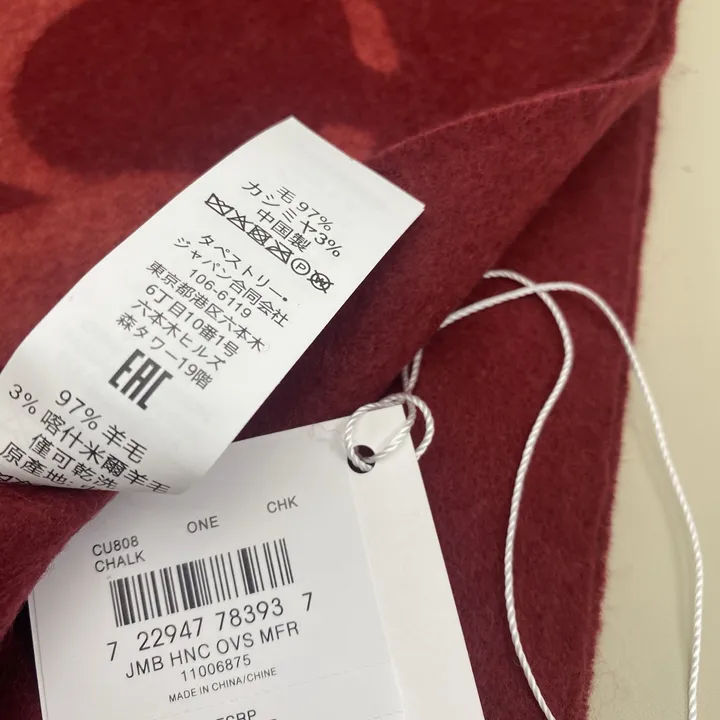 毛 97%
カシミヤ3%
中国製
タペストリー・
ジャパン合同会社
106-6119
東京都港区六本木
6丁目10番1号
六本木ヒルズ
森タワー19階
EAC
97% 羊毛
3% 喀什米爾羊毛
僅可乾洗
原產地:
CU808 ONE CHK
CHALK
7 22947 78393 7
JMB HNC OVS MFR
11006875
MADE IN CHINA/CHINE